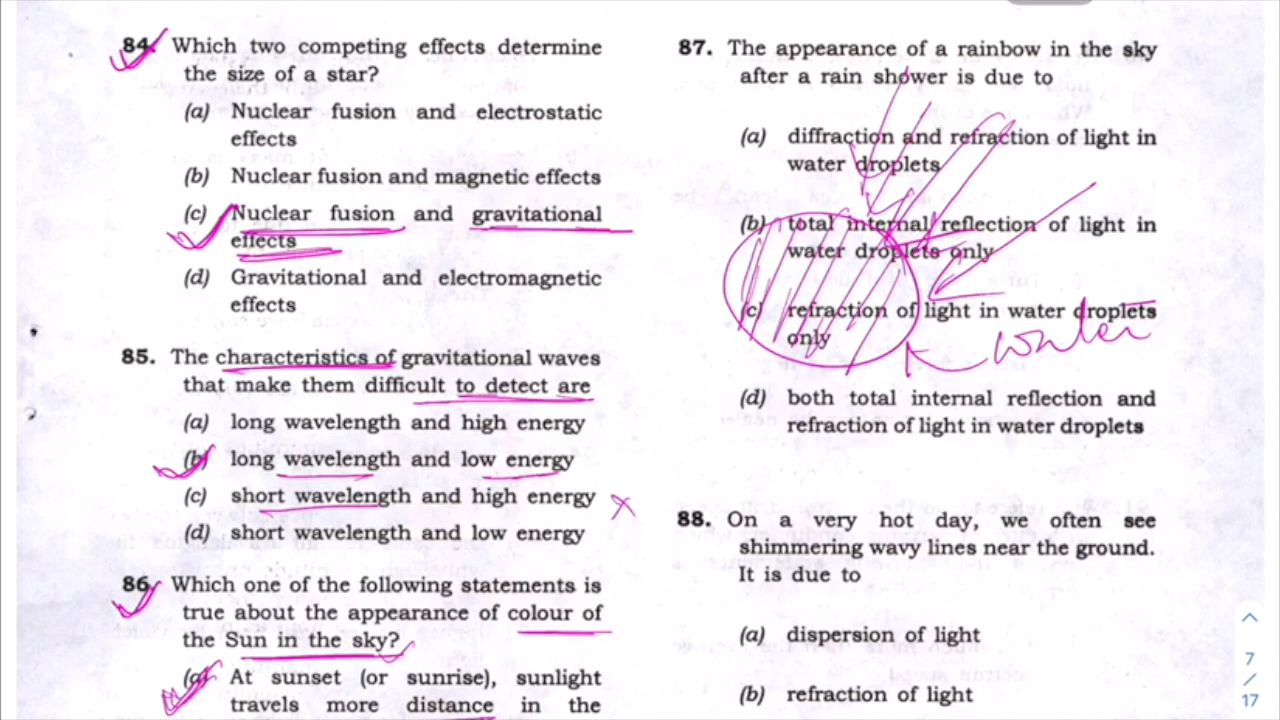 84. Which two competing effects determine
the size of a star?
(a) Nuclear fusion and electrostatic
effects
(b) Nuclear fusion and magnetic effects
(c) Nuclear fusion and gravitational
effects
(d) Gravitational and electromagnetic
effects
85. The characteristics of gravitational waves
that make them difficult to detect are
(a) long wavelength and high energy
(b) long wavelength and low energy
(c) short wavelength and high energy
(d) short wavelength and low energy
86. Which one of the following statements is
true about the appearance of colour of
the Sun in the sky?
(a) At sunset (or sunrise), sunlight
travels more distance in the
87. The appearance of a rainbow in the sky
after a rain shower is due to
(a) diffraction and refraction of light in
water droplets
(b) total internal reflection of light in
water droplets only
(c) refraction of light in water droplets
only
water
(d) both total internal reflection and
refraction of light in water droplets
88. On a very hot day, we often see
shimmering wavy lines near the ground.
It is due to
(a) dispersion of light
(b) refraction of light
7
/
17